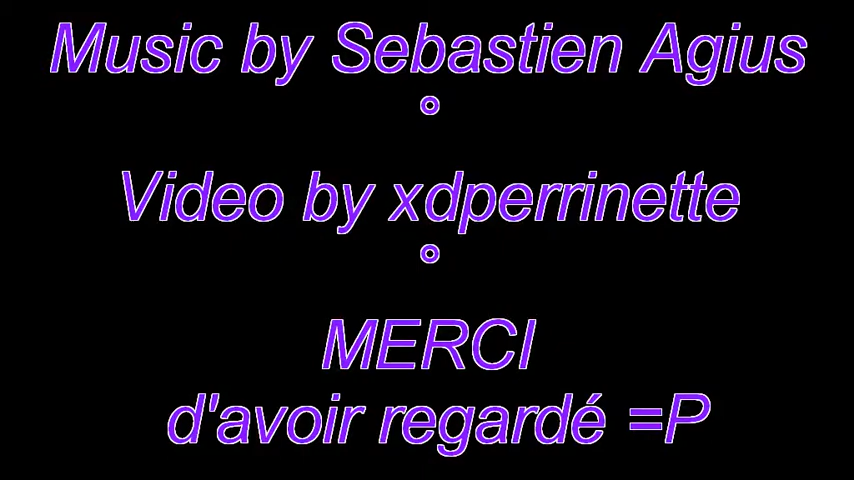 Music by Sebastien Agius
°
Video by xdperrinette
°
MERCI
d'avoir regardé =P